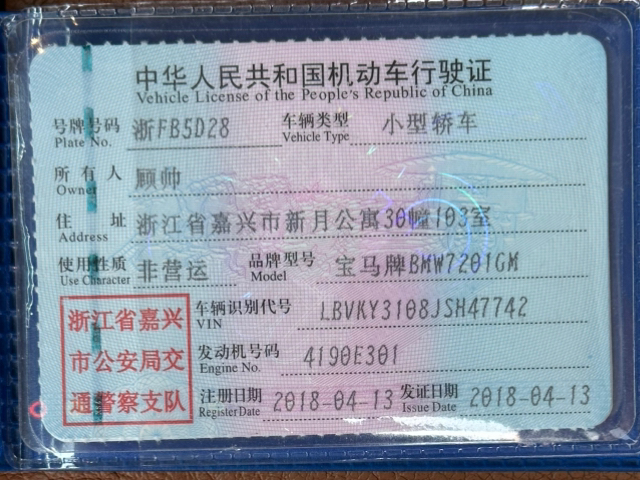 中华人民共和国机动车行驶证
Vehicle License of the People's Republic of China
号牌号码 浙FB5D28 车辆类型 小型轿车
Plate No. Vehicle Type
所有人 顾帅
Owner
住址 浙江省嘉兴市新月公寓30幢103室
Address
使用性质 非营运 品牌型号 宝马牌BMW7201GM
Use Character Model
浙江省嘉兴市公安局交通警察支队
车辆识别代号 LBVKY3108JSH47742
VIN
发动机号码 4190E301
Engine No.
注册日期 2018-04-13 发证日期 2018-04-13
Register Date Issue Date